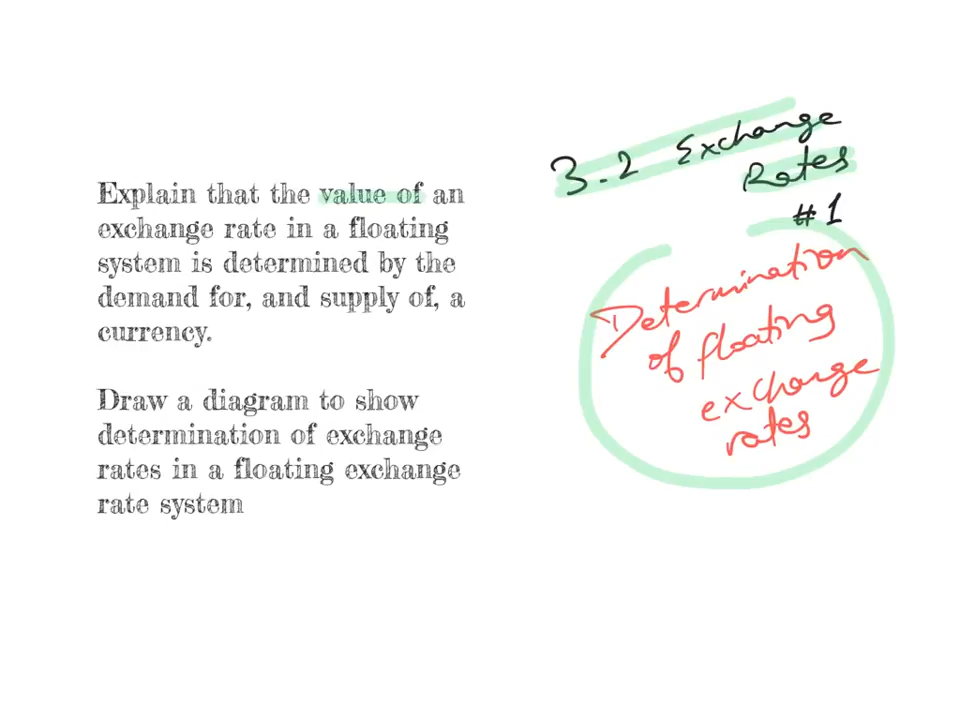 Explain that the value of an
exchange rate in a floating
system is determined by the
demand for, and supply of, a
currency.
Draw a diagram to show
determination of exchange
rates in a floating exchange
rate system
3.2 Exchange
Rates
#1
Determination
of floating
exchange
rates